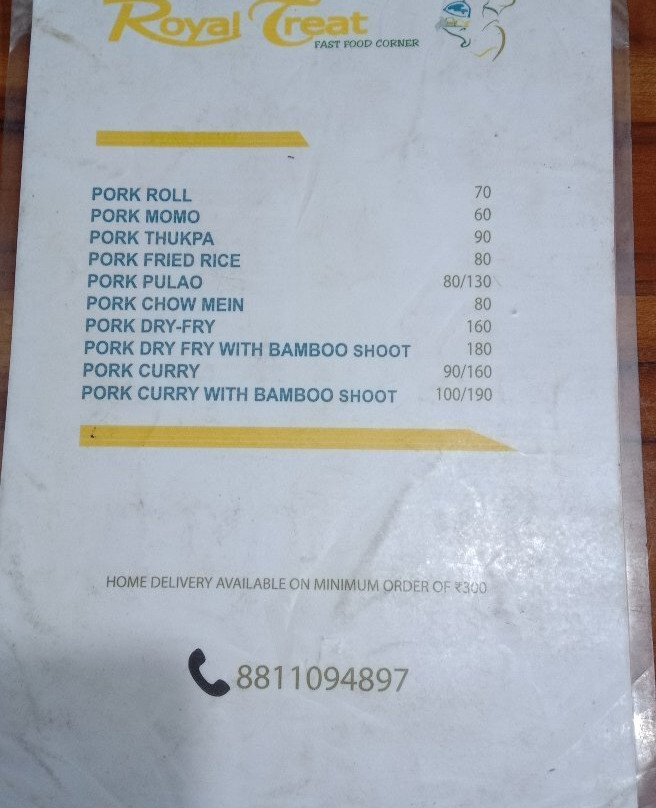 Royal Treat
FAST FOOD CORNER
PORK ROLL 70
PORK MOMO 60
PORK THUKPA 90
PORK FRIED RICE 80
PORK PULAO 80/130
PORK CHOW MEIN 80
PORK DRY-FRY 160
PORK DRY FRY WITH BAMBOO SHOOT 180
PORK CURRY 90/160
PORK CURRY WITH BAMBOO SHOOT 100/190
HOME DELIVERY AVAILABLE ON MINIMUM ORDER OF ₹300
8811094897